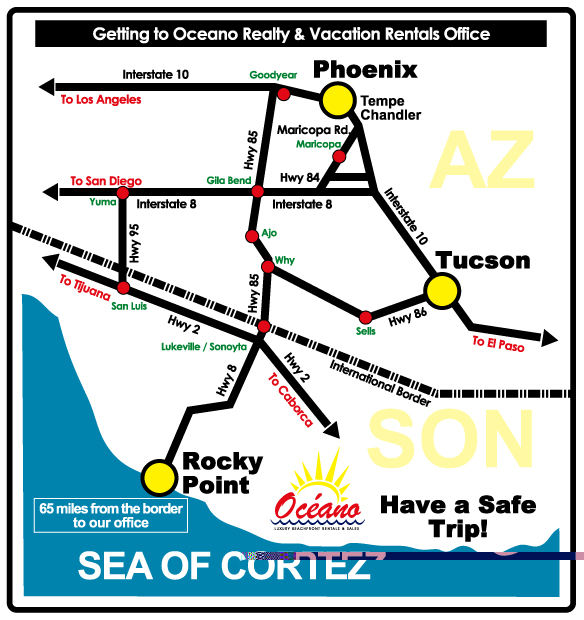 Getting to Oceano Realty & Vacation Rentals Office
Phoenix
Interstate 10
Goodyear
To Los Angeles
Tempe
Chandler
Maricopa Rd.
Maricopa
Hwy 85
AZ
To San Diego
Gila Bend
Hwy 84
Yuma
Interstate 8
Interstate 8
Interstate 10
Ajo
Hwy 95
Why
Tucson
To Tijuana
San Luis
Hwy 85
Hwy 2
Sells
Hwy 86
To El Paso
Lukeville / Sonoyta
International Border
Hwy 8
Hwy 2
To Caborca
SON
Rocky
Point
65 miles from the border
to our office
Océano
LUXURY BEACHFRONT RENTALS & SALES
Have a Safe
Trip!
SEA OF CORTEZ